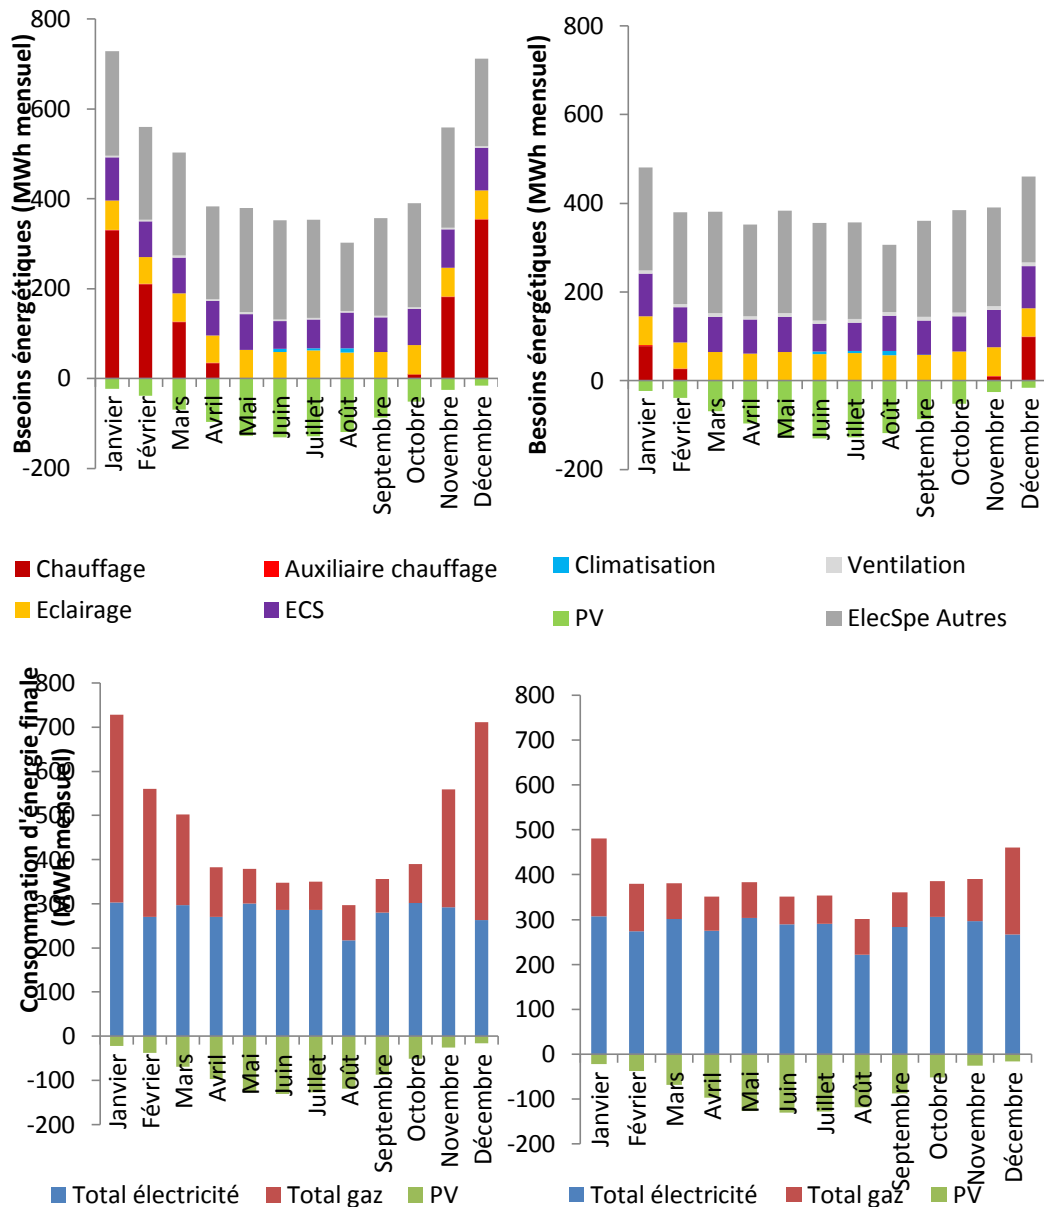 Bseoins énergétiques (MWh mensuel)
800
600
400
200
0
-200
Janvier
Février
Mars
Avril
Mai
Juin
Juillet
Août
Septembre
Octobre
Novembre
Décembre
Besoins énergétiques (MWh mensuel)
800
600
400
200
0
-200
Janvier
Février
Mars
Avril
Mai
Juin
Juillet
Août
Septembre
Octobre
Novembre
Décembre
Chauffage
Auxiliaire chauffage
Climatisation
Ventilation
Eclairage
ECS
PV
ElecSpe Autres
Consommation d'énergie finale
(MWh mensuel)
800
700
600
500
400
300
200
100
0
-100
-200
Janvier
Février
Mars
Avril
Mai
Juin
Juillet
Août
Septembre
Octobre
Novembre
Décembre
Total électricité
Total gaz
PV
800
700
600
500
400
300
200
100
0
-100
-200
Janvier
Février
Mars
Avril
Mai
Juin
Juillet
Août
Septembre
Octobre
Novembre
Décembre
Total électricité
Total gaz
PV